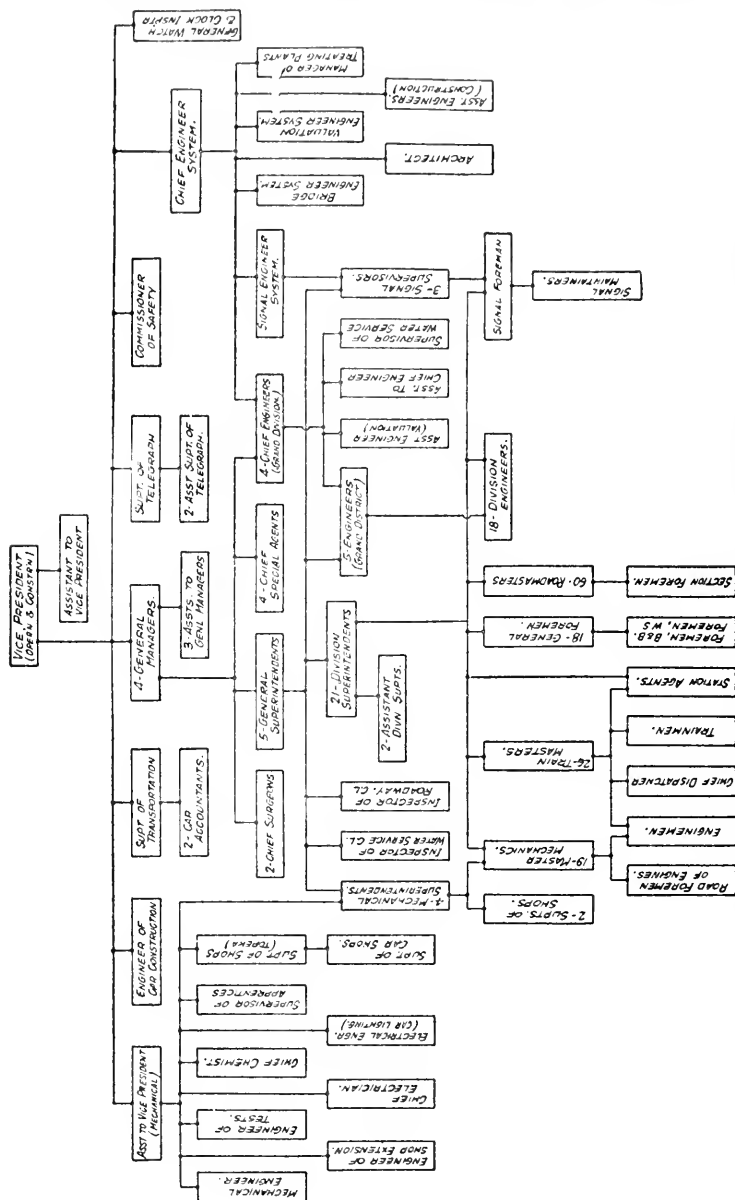 VICE. PRESIDENT
(OPERN & CONSTRN)
ASSISTANT TO
VICE PRESIDENT
ASST TO VICE PRESIDENT
(MECHANICAL)
ENGINEER OF
CAR CONSTRUCTION
SUPT. OF
TRANSPORTATION
2- CAR
ACCOUNTANTS.
4-GENERAL
MANAGERS.
3. ASSTS. TO
GENL MANAGERS
SUPT. OF
TELEGRAPH
2-ASST SUPT. OF
TELEGRAPH.
COMMISSIONER
OF SAFETY
CHIEF ENGINEER
SYSTEM.
GENERAL WATCH
& CLOCK INSPTR
MECHANICAL
ENGINEER.
ENGINEER OF
SHOP EXTENSION.
ENGINEER OF
TESTS.
CHIEF
ELECTRICIAN.
CHIEF CHEMIST.
ELECTRICAL ENGR.
(CAR LIGHTING.)
SUPERVISOR OF
APPRENTICES
SUPT. OF SHOPS
(TOPEKA)
SUPT. OF
CAR SHOPS.
2-CHIEF SURGEONS
5-GENERAL
SUPERINTENDENTS
4-CHIEF
SPECIAL AGENTS
4-CHIEF ENGINEERS
(GRAND DIVISION)
SIGNAL ENGINEER
SYSTEM.
BRIDGE
ENGINEER SYSTEM.
ARCHITECT.
VALUATION
ENGINEER SYSTEM
ASST. ENGINEERS.
(CONSTRUCTION)
MANAGER OF
TREATING PLANTS
4-MECHANICAL
SUPERINTENDENTS.
INSPECTOR OF
WATER SERVICE C.L.
INSPECTOR OF
ROADWAY. C.L
21-DIVISION
SUPERINTENDENTS
2-ASSISTANT
DIVN SUPTS.
5-ENGINEERS
(GRAND DISTRICT)
ASST ENGINEER
(VALUATION)
ASST. TO
CHIEF ENGINEER
SUPERVISOR OF
WATER SERVICE
3-SIGNAL
SUPERVISORS.
2-SUPTS. OF
SHOPS.
19-MASTER
MECHANICS.
26-TRAIN
MASTERS.
18-GENERAL
FOREMEN
60-ROADMASTERS
18-DIVISION
ENGINEERS.
SIGNAL FOREMAN
ROAD FOREMEN
OF ENGINES.
ENGINEMEN.
CHIEF DISPATCHER
TRAINMEN.
STATION AGENTS.
FOREMEN, B&B.
FOREMEN, W S
SECTION FOREMEN.
SIGNAL
MAINTAINERS.